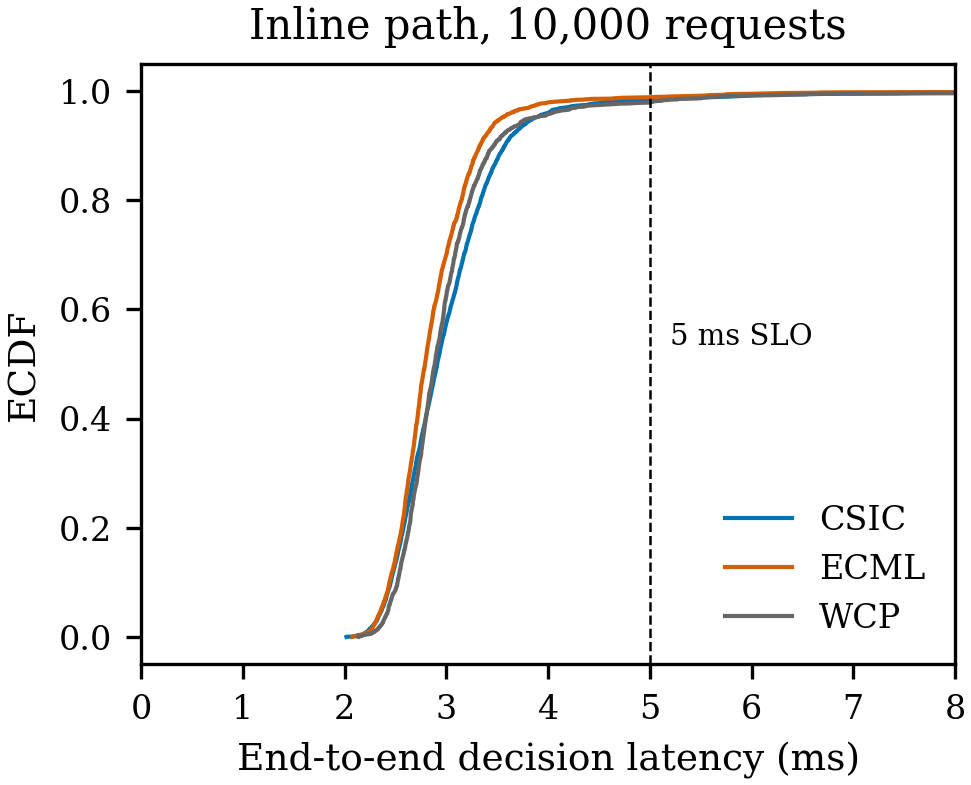 Inline path, 10,000 requests
1.0
0.8
0.6
0.4
0.2
0.0
ECDF
5 ms SLO
CSIC
ECML
WCP
0 1 2 3 4 5 6 7 8
End-to-end decision latency (ms)